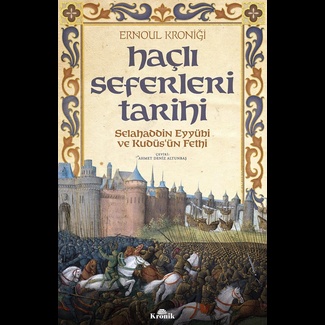 ERNOUL KRONİĞİ
haçlı
seferleri
tarihi
Selahaddin Eyyûbi
ve Kudüs'ün Fethi
ÇEVİRİ:
AHMET DENİZ ALTUNBAŞ
Kronik